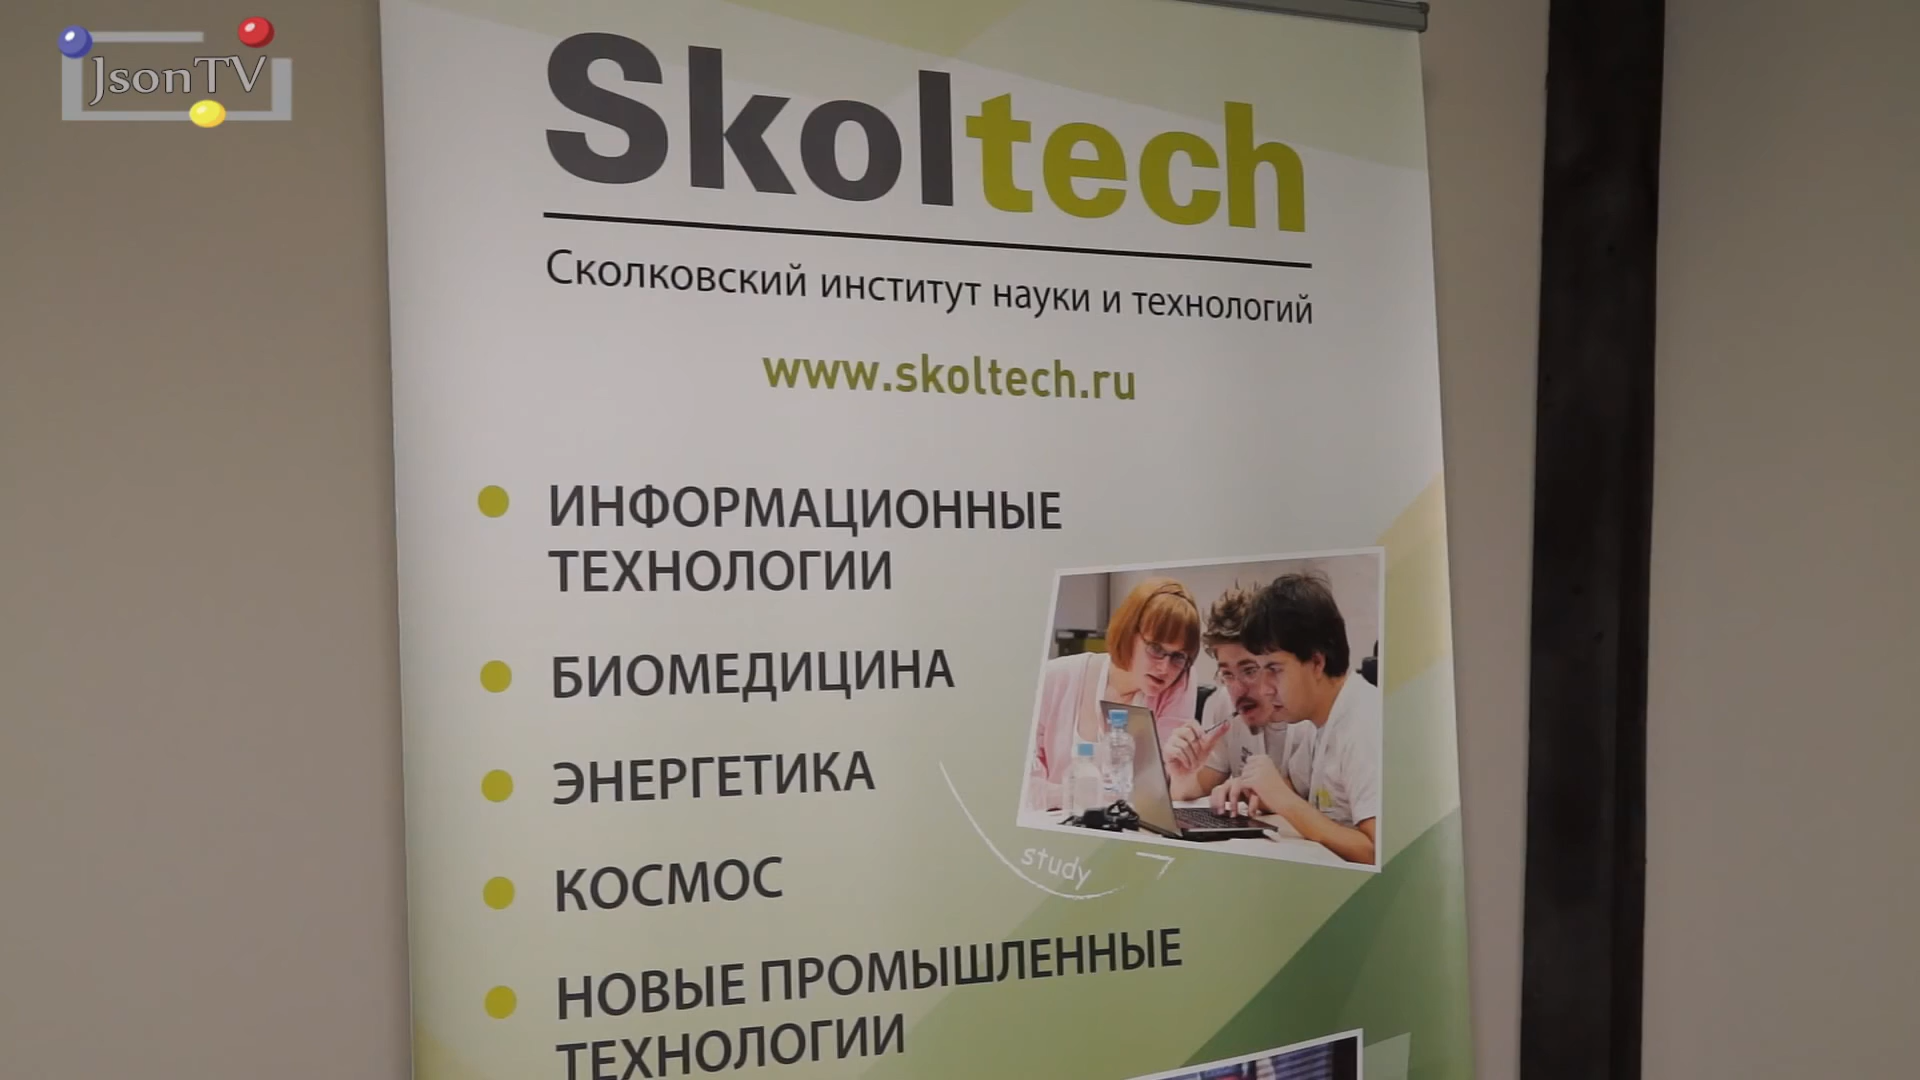 JsonTV
Skoltech
Сколковский институт науки и технологий
www.skoltech.ru
ИНФОРМАЦИОННЫЕ
ТЕХНОЛОГИИ
БИОМЕДИЦИНА
ЭНЕРГЕТИКА
КОСМОС
study
НОВЫЕ ПРОМЫШЛЕННЫЕ
ТЕХНОЛОГИИ